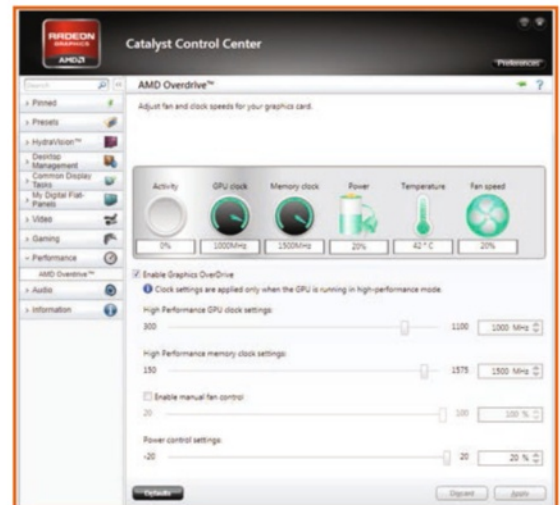 RADEON
GRAPHICS
AMD
Catalyst Control Center
Preferences
Search
AMD Overdrive™
Pinned
Presets
HydraVision™
Desktop
Management
Common Display
Tasks
My Digital Flat-
Panels
Video
Gaming
Performance
AMD Overdrive™
Audio
Information
Adjust fan and clock speeds for your graphics card.
Activity GPU clock Memory clock Power Temperature Fan speed
0% 1000MHz 1500MHz 20% 42 °C 20%
Enable Graphics OverDrive
Clock settings are applied only when the GPU is running in high-performance mode.
High Performance GPU clock settings:
300 1100 1000 MHz
High Performance memory clock settings:
150 1575 1500 MHz
Enable manual fan control
20 100 100 %
Power control settings:
-20 20 20 %
Defaults Discard Apply